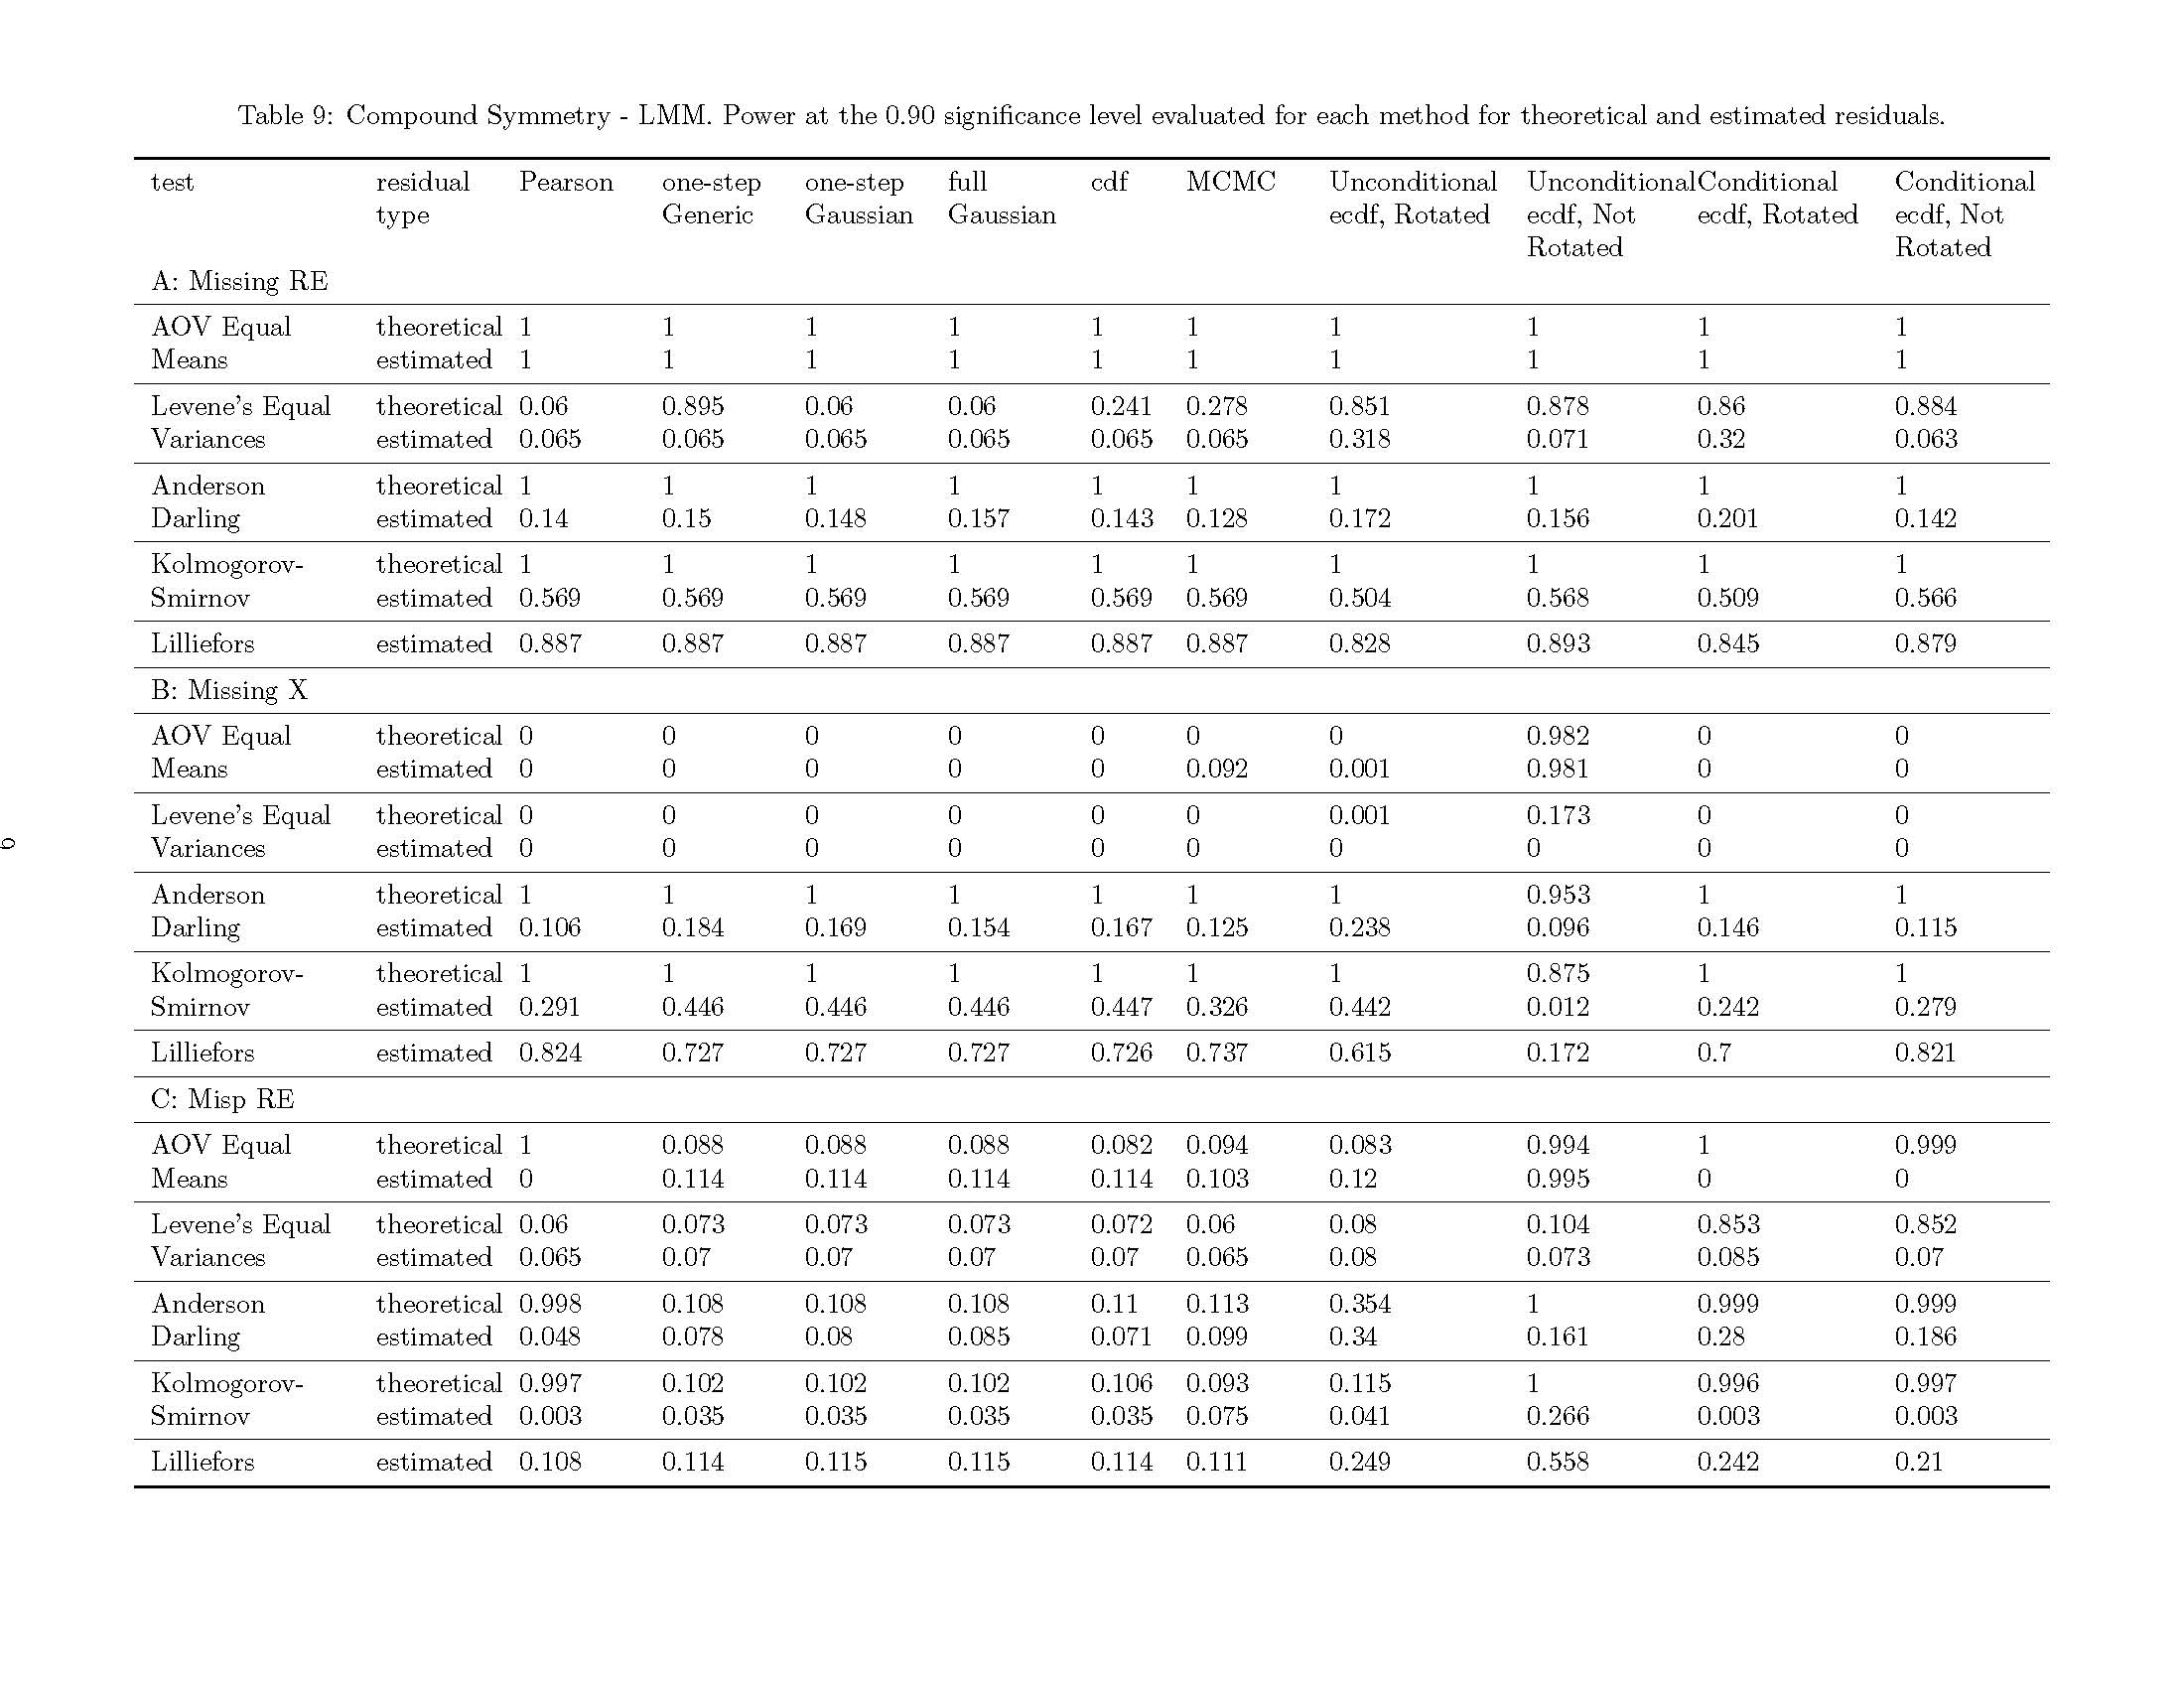 Table 9: Compound Symmetry - LMM. Power at the 0.90 significance level evaluated for each method for theoretical and estimated residuals.
test residual Pearson one-step one-step full cdf MCMC Unconditional Unconditional Conditional Conditional
type Generic Gaussian Gaussian ecdf, Rotated ecdf, Not ecdf, Rotated ecdf, Not
Rotated Rotated
A: Missing RE
AOV Equal theoretical 1 1 1 1 1 1 1 1 1 1
Means estimated 1 1 1 1 1 1 1 1 1 1
Levene's Equal theoretical 0.06 0.895 0.06 0.06 0.241 0.278 0.851 0.878 0.86 0.884
Variances estimated 0.065 0.065 0.065 0.065 0.065 0.065 0.318 0.071 0.32 0.063
Anderson theoretical 1 1 1 1 1 1 1 1 1 1
Darling estimated 0.14 0.15 0.148 0.157 0.143 0.128 0.172 0.156 0.201 0.142
Kolmogorov- theoretical 1 1 1 1 1 1 1 1 1 1
Smirnov estimated 0.569 0.569 0.569 0.569 0.569 0.569 0.504 0.568 0.509 0.566
Lilliefors estimated 0.887 0.887 0.887 0.887 0.887 0.887 0.828 0.893 0.845 0.879
B: Missing X
AOV Equal theoretical 0 0 0 0 0 0 0 0.982 0 0
Means estimated 0 0 0 0 0 0.092 0.001 0.981 0 0
Levene's Equal theoretical 0 0 0 0 0 0 0.001 0.173 0 0
Variances estimated 0 0 0 0 0 0 0 0 0 0
Anderson theoretical 1 1 1 1 1 1 1 0.953 1 1
Darling estimated 0.106 0.184 0.169 0.154 0.167 0.125 0.238 0.096 0.146 0.115
Kolmogorov- theoretical 1 1 1 1 1 1 1 0.875 1 1
Smirnov estimated 0.291 0.446 0.446 0.446 0.447 0.326 0.442 0.012 0.242 0.279
Lilliefors estimated 0.824 0.727 0.727 0.727 0.726 0.737 0.615 0.172 0.7 0.821
C: Misp RE
AOV Equal theoretical 1 0.088 0.088 0.088 0.082 0.094 0.083 0.994 1 0.999
Means estimated 0 0.114 0.114 0.114 0.114 0.103 0.12 0.995 0 0
Levene's Equal theoretical 0.06 0.073 0.073 0.073 0.072 0.06 0.08 0.104 0.853 0.852
Variances estimated 0.065 0.07 0.07 0.07 0.07 0.065 0.08 0.073 0.085 0.07
Anderson theoretical 0.998 0.108 0.108 0.108 0.11 0.113 0.354 1 0.999 0.999
Darling estimated 0.048 0.078 0.08 0.085 0.071 0.099 0.34 0.161 0.28 0.186
Kolmogorov- theoretical 0.997 0.102 0.102 0.102 0.106 0.093 0.115 1 0.996 0.997
Smirnov estimated 0.003 0.035 0.035 0.035 0.035 0.075 0.041 0.266 0.003 0.003
Lilliefors estimated 0.108 0.114 0.115 0.115 0.114 0.111 0.249 0.558 0.242 0.21